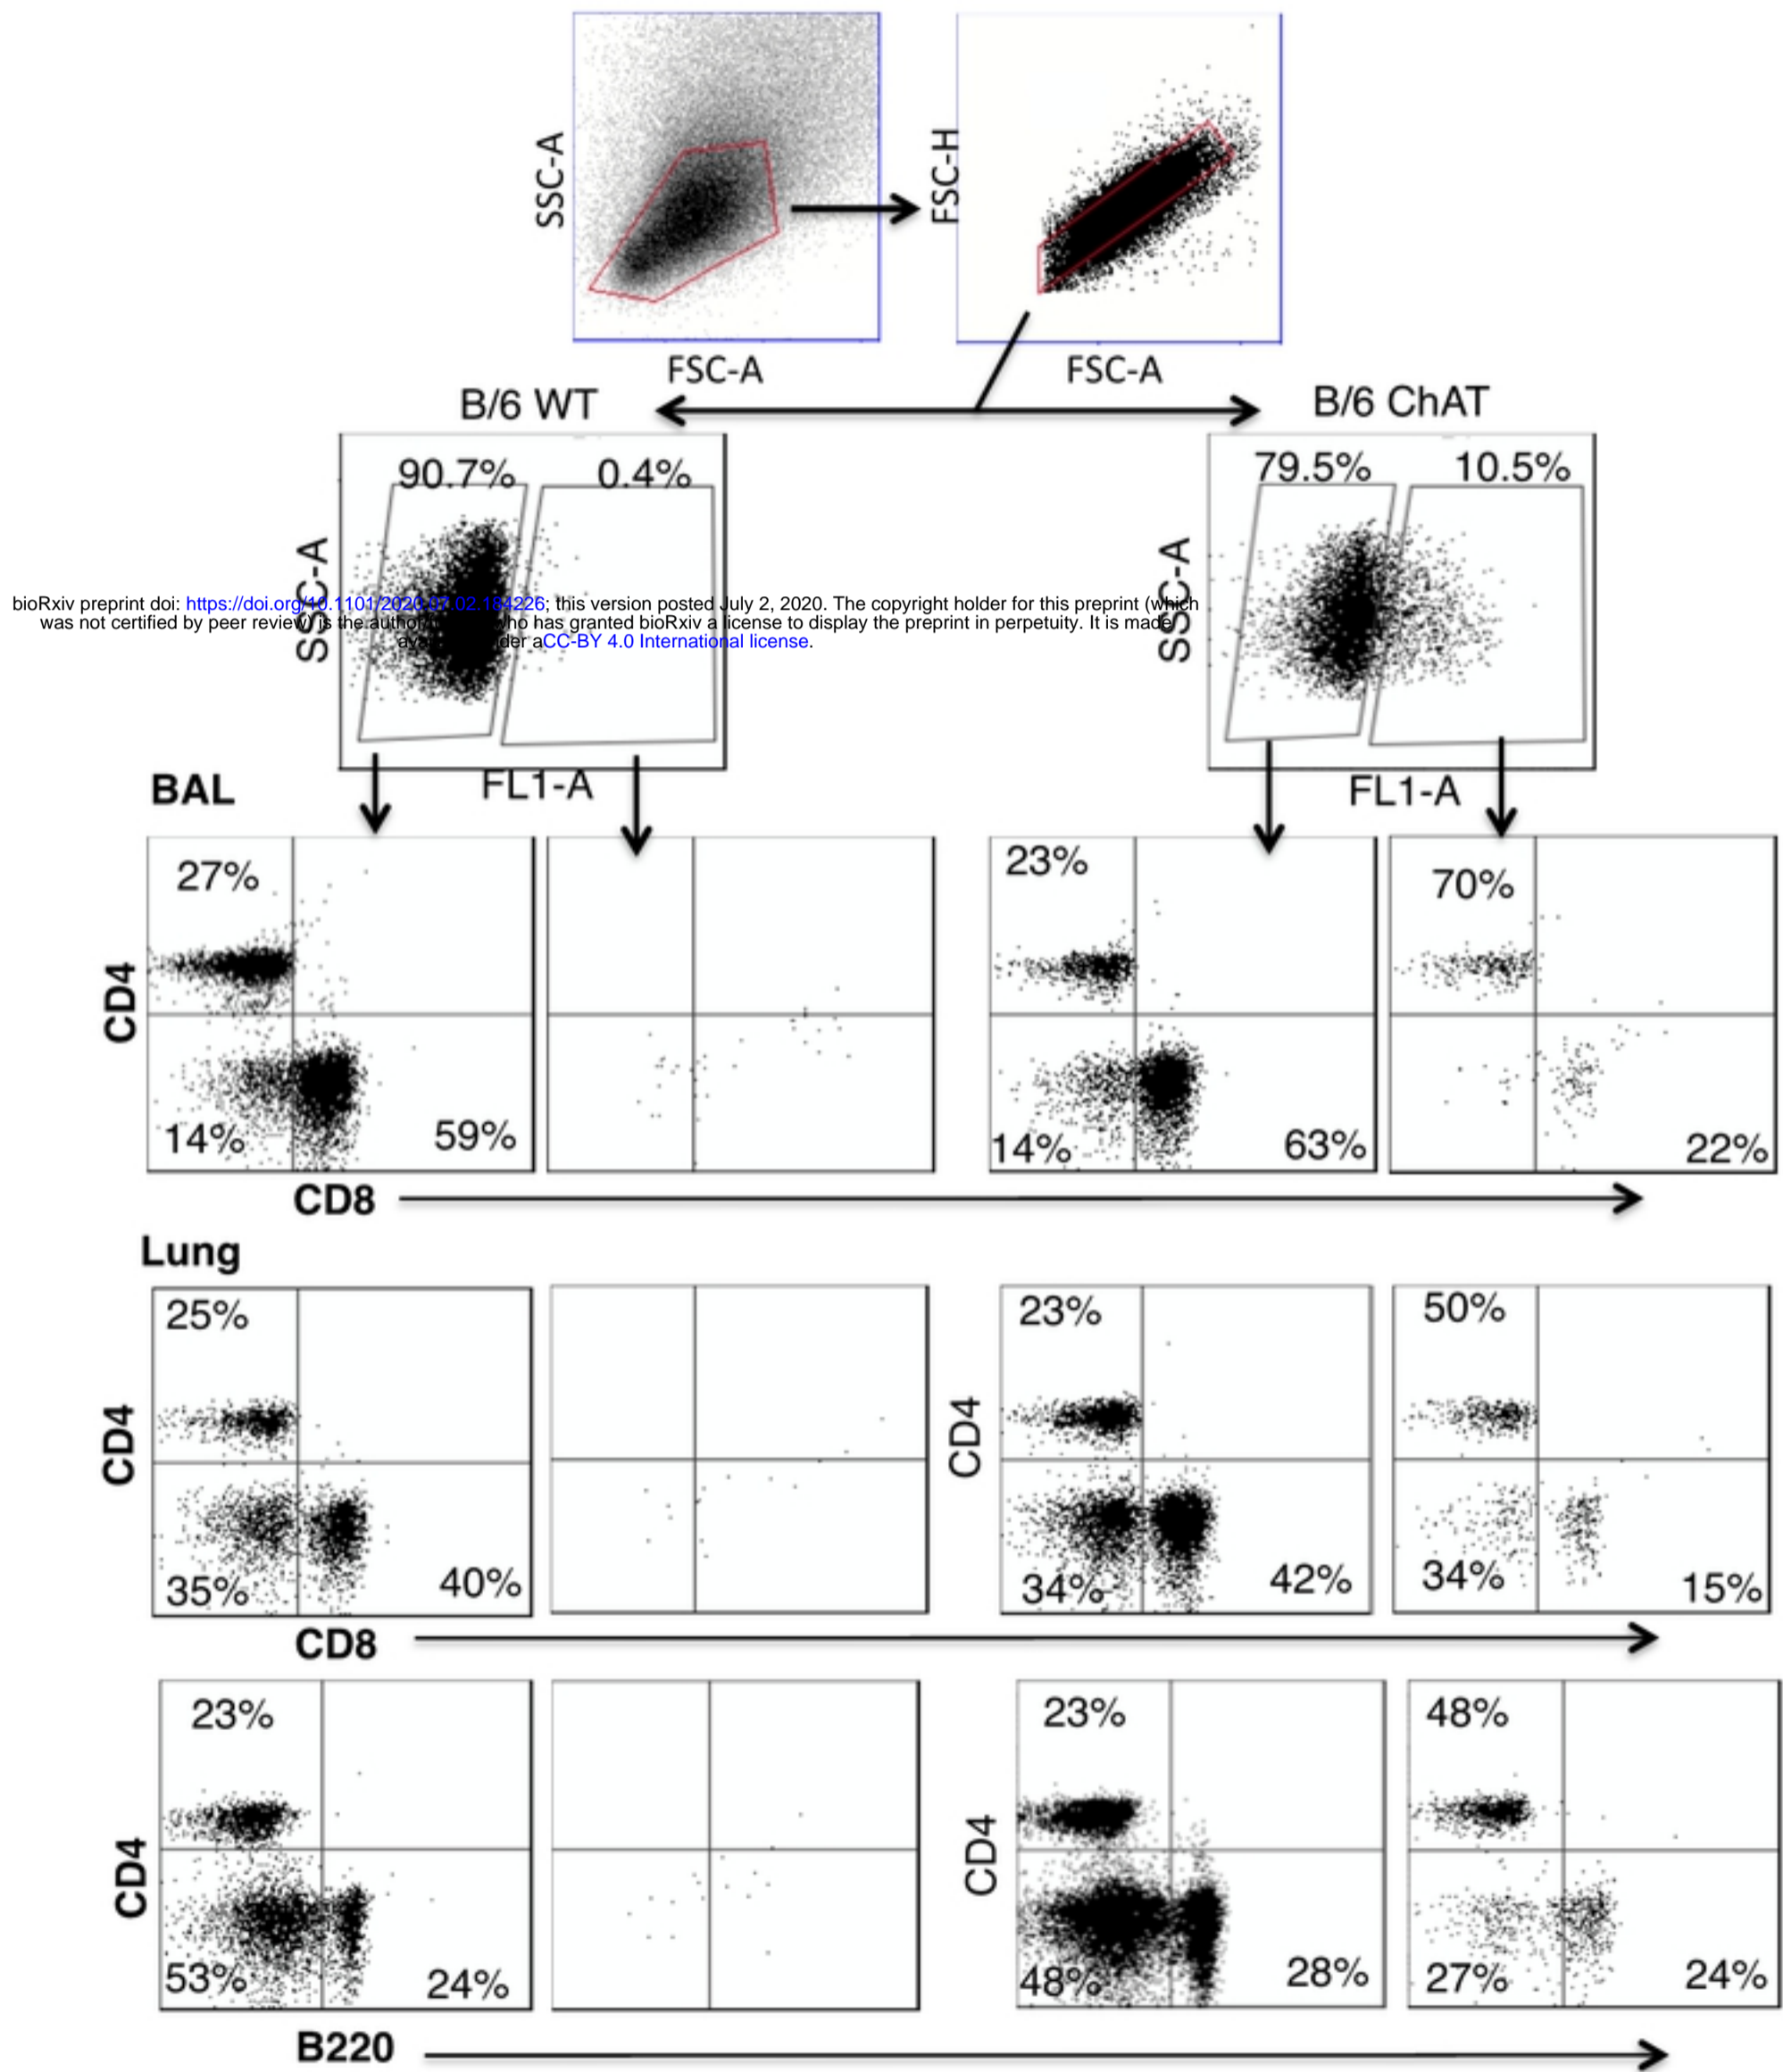 SSC-A
FSC-H
FSC-A
FSC-A
B/6 WT
B/6 ChAT
90.7%
0.4%
79.5%
10.5%
SSC-A
SSC-A
bioRxiv preprint doi: https://doi.org/10.1101/2020.07.02.184226; this version posted July 2, 2020. The copyright holder for this preprint (which
was not certified by peer review) is the author/ who has granted bioRxiv a license to display the preprint in perpetuity. It is made
under aCC-BY 4.0 International license.
FL1-A
FL1-A
BAL
27%
23%
70%
CD4
14%
59%
14%
63%
22%
CD8
Lung
25%
23%
50%
CD4
CD4
35%
40%
34%
42%
34%
15%
CD8
23%
23%
48%
CD4
CD4
53%
24%
48%
28%
27%
24%
B220